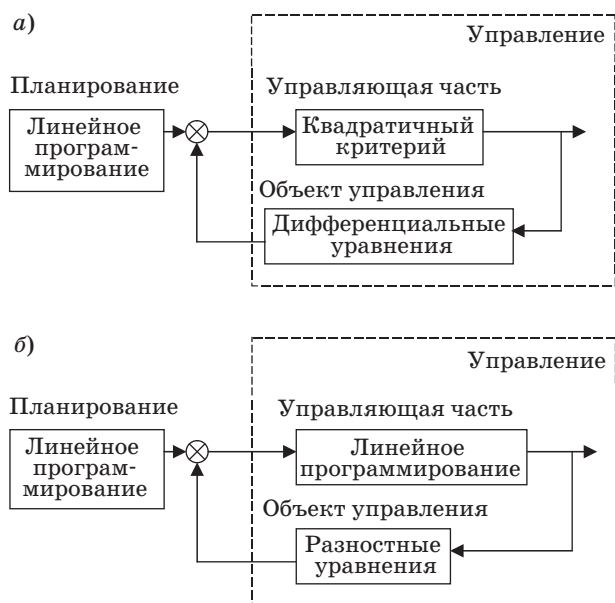 а)
Управление
Планирование
Управляющая часть
Линейное
програм-
мирование
Квадратичный
критерий
Объект управления
Дифференциальные
уравнения
б)
Управление
Планирование
Управляющая часть
Линейное
програм-
мирование
Линейное
программирование
Объект управления
Разностные
уравнения